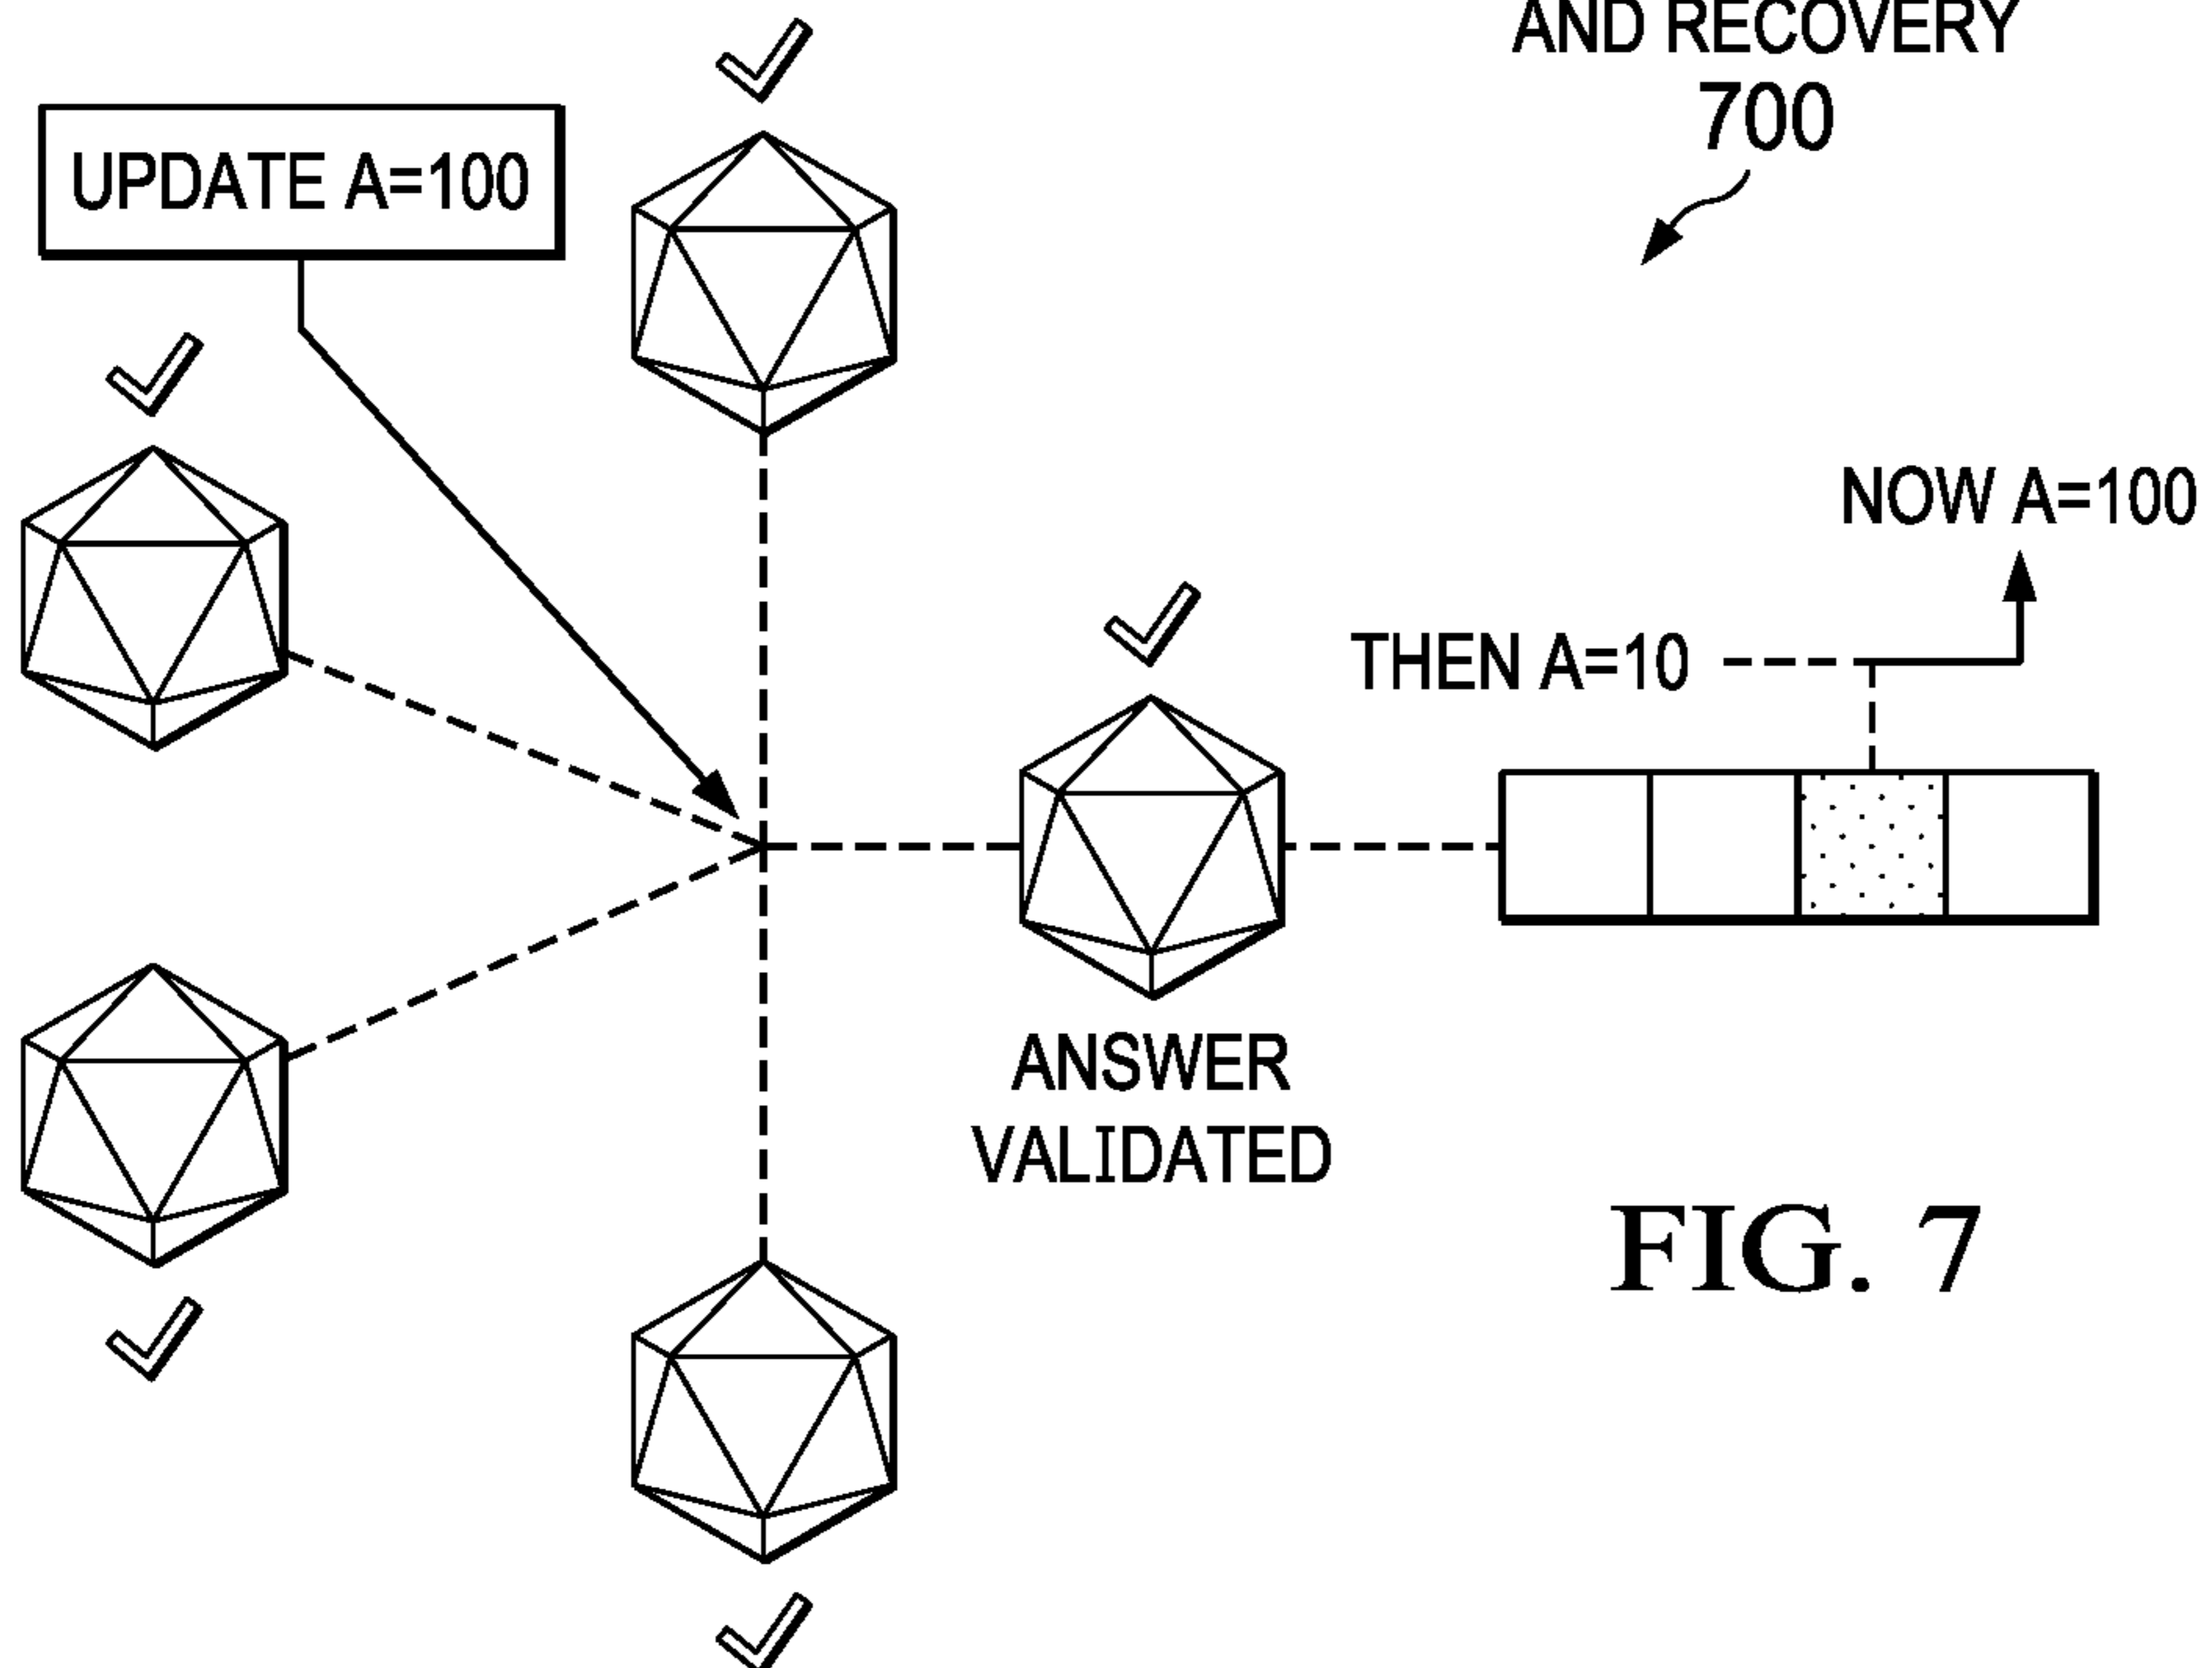 AND RECOVERY
700
UPDATE A=100
NOW A=100
THEN A=10
ANSWER
VALIDATED
FIG. 7